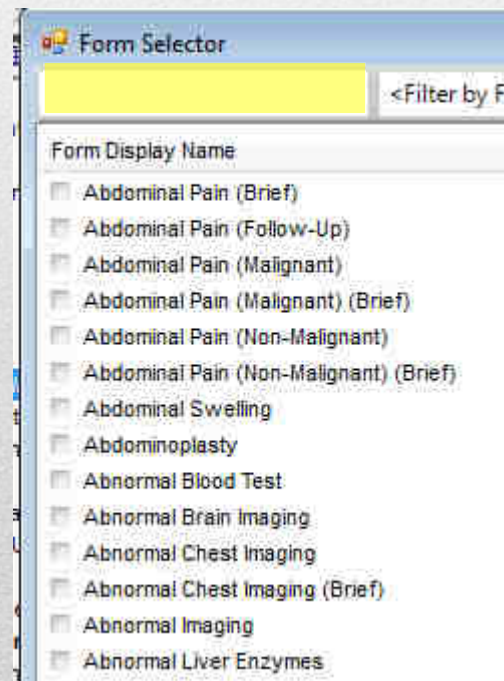 Form Selector
<Filter by F
Form Display Name
Abdominal Pain (Brief)
Abdominal Pain (Follow-Up)
Abdominal Pain (Malignant)
Abdominal Pain (Malignant) (Brief)
Abdominal Pain (Non-Malignant)
Abdominal Pain (Non-Malignant) (Brief)
Abdominal Swelling
Abdominoplasty
Abnormal Blood Test
Abnormal Brain Imaging
Abnormal Chest Imaging
Abnormal Chest Imaging (Brief)
Abnormal Imaging
Abnormal Liver Enzymes